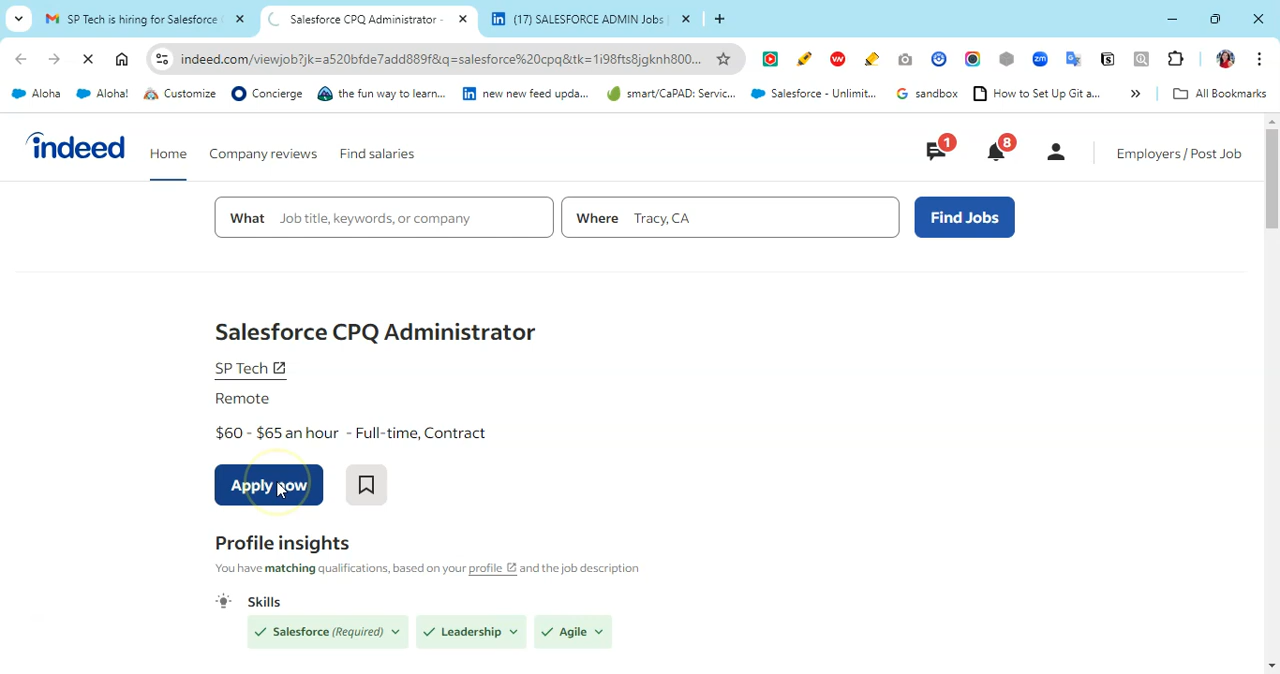 SP Tech is hiring for Salesforce
Salesforce CPQ Administrator -
(17) SALESFORCE ADMIN Jobs
indeed.com/viewjob?jk=a520bfde7add889f&q=salesforce%20cpq&tk=1i98fts8jgknh800...
Aloha
Aloha!
Customize
Concierge
the fun way to learn...
new new feed upda...
smart/CaPAD: Servic...
Salesforce - Unlimit...
sandbox
How to Set Up Git a...
All Bookmarks
indeed
Home
Company reviews
Find salaries
1
8
Employers / Post Job
What Job title, keywords, or company
Where Tracy, CA
Find Jobs
Salesforce CPQ Administrator
SP Tech
Remote
$60 - $65 an hour - Full-time, Contract
Apply now
Profile insights
You have matching qualifications, based on your profile and the job description
Skills
Salesforce (Required)
Leadership
Agile